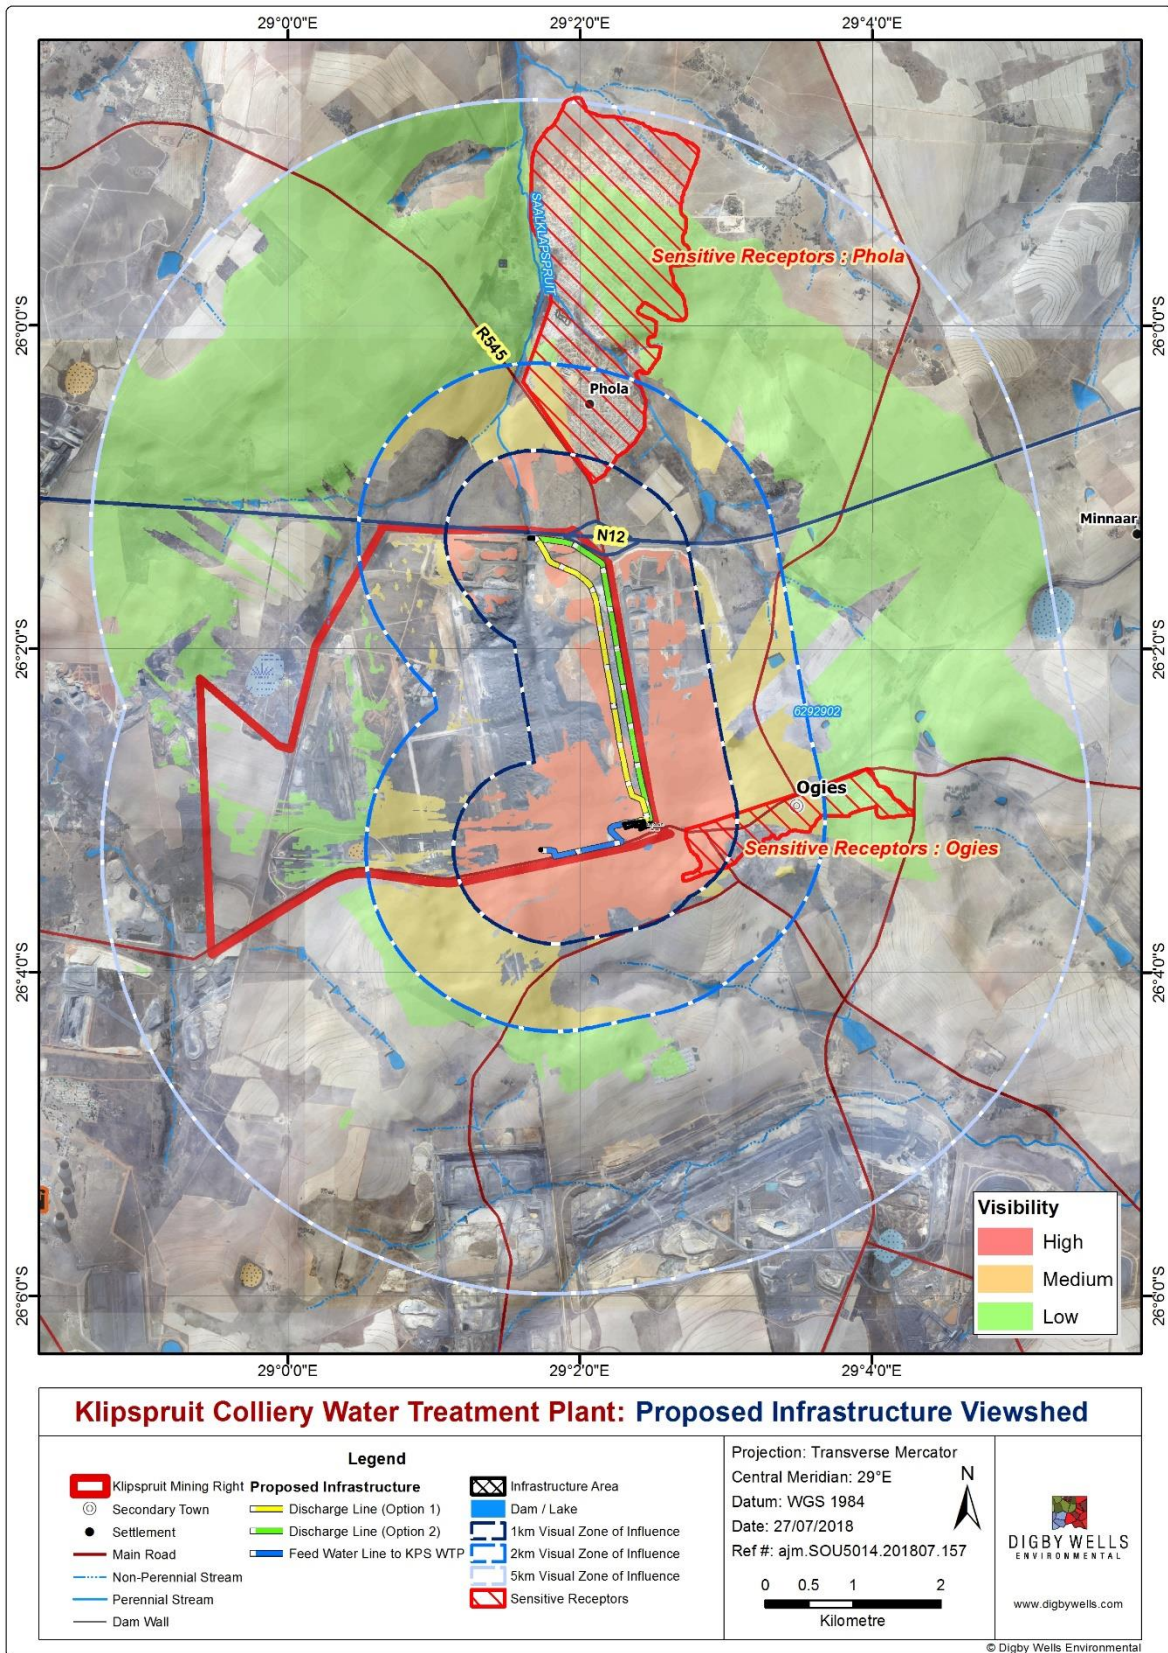 29°0'0"E
29°2'0"E
29°4'0"E
SAALKLAPSPRUIT
Sensitive Receptors : Phola
26°0'0"S
26°0'0"S
R545
Phola
Minnaar
N12
26°2'0"S
26°2'0"S
6292902
Ogies
Sensitive Receptors : Ogies
26°4'0"S
26°4'0"S
Visibility
High
Medium
Low
26°6'0"S
26°6'0"S
29°0'0"E
29°2'0"E
29°4'0"E
Klipspruit Colliery Water Treatment Plant: Proposed Infrastructure Viewshed
Legend
Klipspruit Mining Right
Secondary Town
Settlement
Main Road
Non-Perennial Stream
Perennial Stream
Dam Wall
Proposed Infrastructure
Discharge Line (Option 1)
Discharge Line (Option 2)
Feed Water Line to KPS WTP
Infrastructure Area
Dam / Lake
1km Visual Zone of Influence
2km Visual Zone of Influence
5km Visual Zone of Influence
Sensitive Receptors
Projection: Transverse Mercator
Central Meridian: 29°E
Datum: WGS 1984
Date: 27/07/2018
Ref #: ajm.SOU5014.201807.157
N
0 0.5 1 2
Kilometre
DIGBY WELLS
ENVIRONMENTAL
www.digbywells.com
© Digby Wells Environmental